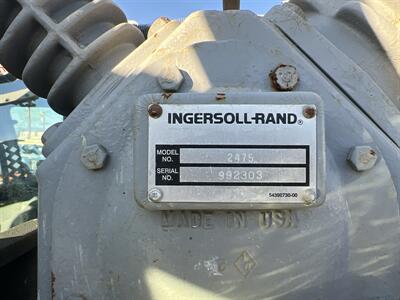 INGERSOLL-RAND®
MODEL NO. 2475
SERIAL NO. 992303
54390730-00
MADE IN USA